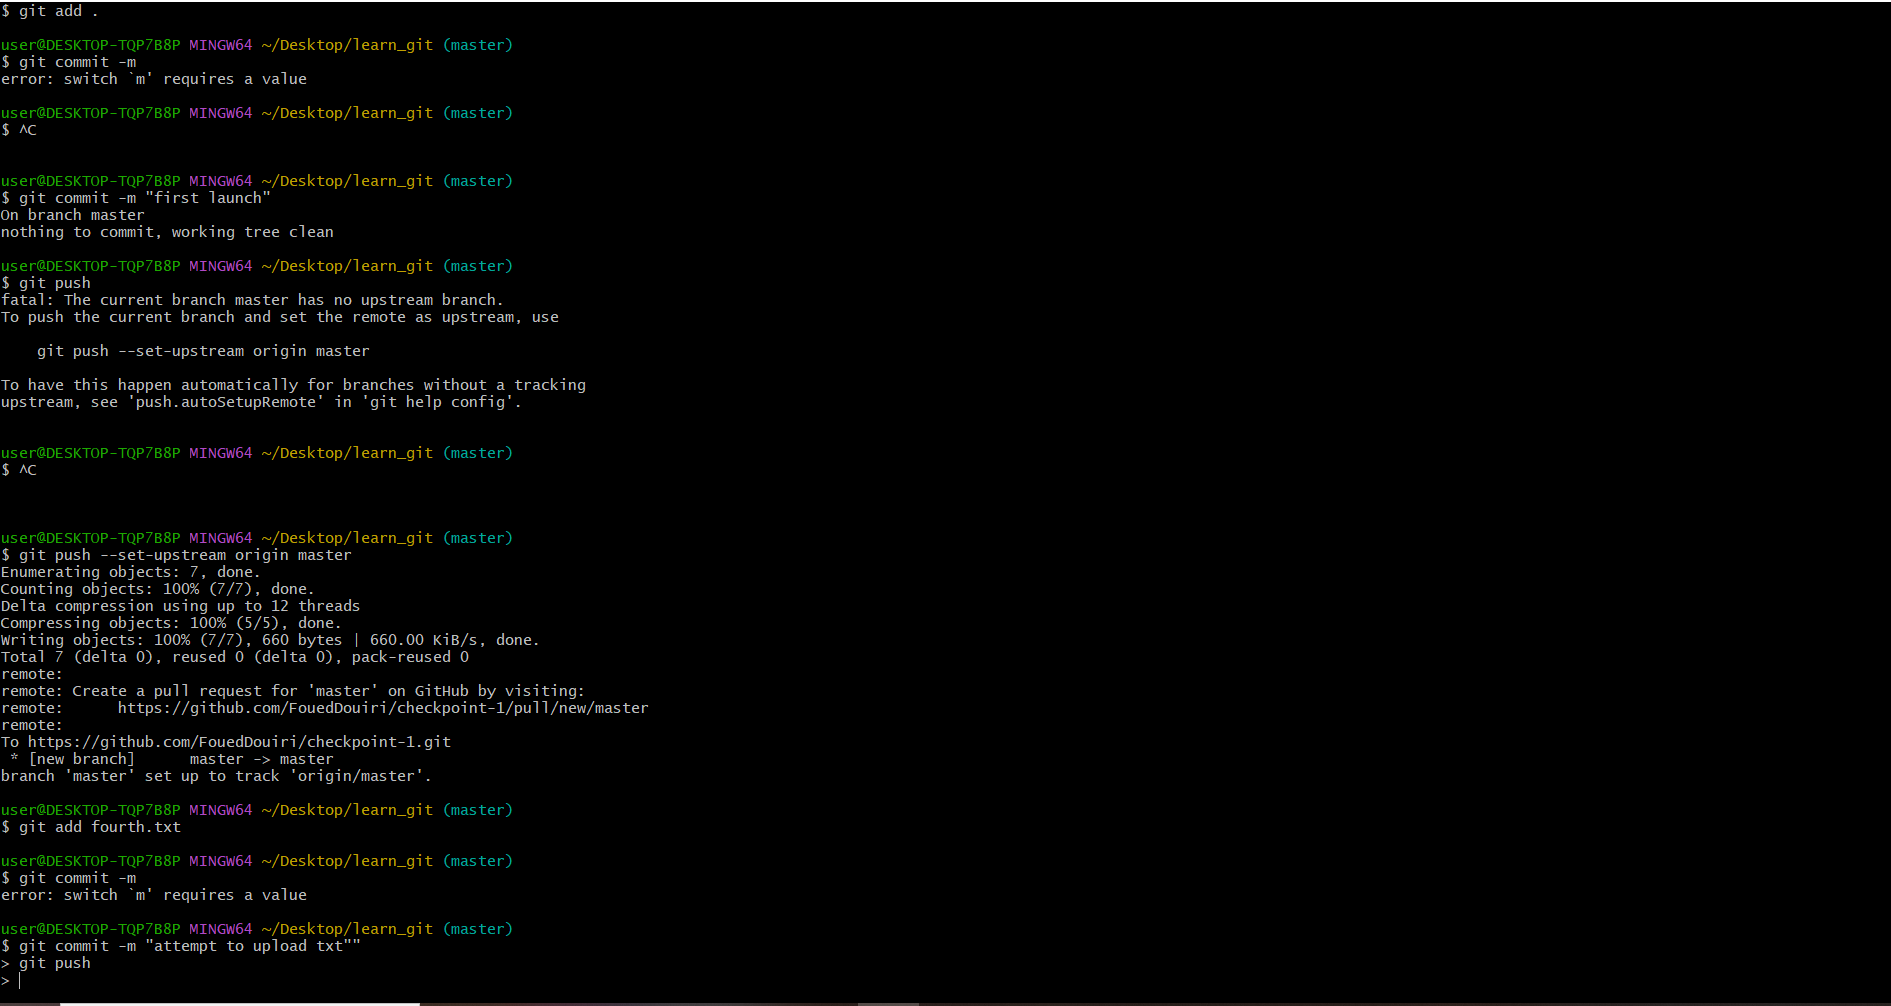 $ git add .
user@DESKTOP-TQP7B8P MINGW64 ~/Desktop/learn_git (master)
$ git commit -m
error: switch `m' requires a value
user@DESKTOP-TQP7B8P MINGW64 ~/Desktop/learn_git (master)
$ ^C
user@DESKTOP-TQP7B8P MINGW64 ~/Desktop/learn_git (master)
$ git commit -m "first launch"
On branch master
nothing to commit, working tree clean
user@DESKTOP-TQP7B8P MINGW64 ~/Desktop/learn_git (master)
$ git push
fatal: The current branch master has no upstream branch.
To push the current branch and set the remote as upstream, use
    git push --set-upstream origin master
To have this happen automatically for branches without a tracking
upstream, see 'push.autoSetupRemote' in 'git help config'.
user@DESKTOP-TQP7B8P MINGW64 ~/Desktop/learn_git (master)
$ ^C
user@DESKTOP-TQP7B8P MINGW64 ~/Desktop/learn_git (master)
$ git push --set-upstream origin master
Enumerating objects: 7, done.
Counting objects: 100% (7/7), done.
Delta compression using up to 12 threads
Compressing objects: 100% (5/5), done.
Writing objects: 100% (7/7), 660 bytes | 660.00 KiB/s, done.
Total 7 (delta 0), reused 0 (delta 0), pack-reused 0
remote:
remote: Create a pull request for 'master' on GitHub by visiting:
remote:      https://github.com/FouedDouiri/checkpoint-1/pull/new/master
remote:
To https://github.com/FouedDouiri/checkpoint-1.git
 * [new branch]      master -> master
branch 'master' set up to track 'origin/master'.
user@DESKTOP-TQP7B8P MINGW64 ~/Desktop/learn_git (master)
$ git add fourth.txt
user@DESKTOP-TQP7B8P MINGW64 ~/Desktop/learn_git (master)
$ git commit -m
error: switch `m' requires a value
user@DESKTOP-TQP7B8P MINGW64 ~/Desktop/learn_git (master)
$ git commit -m "attempt to upload txt""
> git push
>